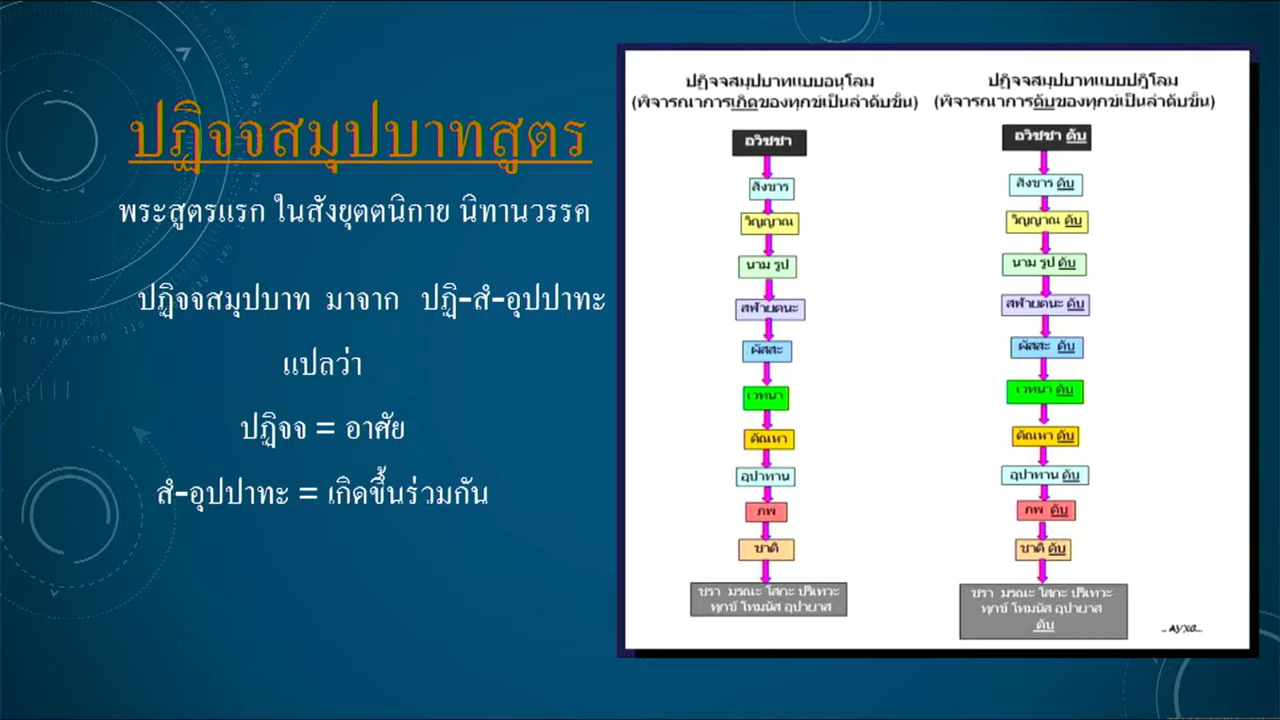 ปฏิจจสมุปบาทสูตร
พระสูตรแรก ในสังยุตตนิกาย นิทานวรรค
ปฏิจจสมุปบาท มาจาก ปฏิ-สํ-อุปปาทะ
แปลว่า
ปฏิจจ = อาศัย
สํ-อุปปาทะ = เกิดขึ้นร่วมกัน
ปฏิจจสมุปบาทแบบอนุโลม
(พิจารณาการเกิดของทุกข์เป็นลำดับขั้น)
อวิชชา
สังขาร
วิญญาณ
นาม รูป
สฬายตนะ
ผัสสะ
เวทนา
ตัณหา
อุปาทาน
ภพ
ชาติ
ชรา มรณะ โสกะ ปริเทวะ
ทุกข์ โทมนัส อุปายาส
ปฏิจจสมุปบาทแบบปฏิโลม
(พิจารณาการดับของทุกข์เป็นลำดับขั้น)
อวิชชา ดับ
สังขาร ดับ
วิญญาณ ดับ
นาม รูป ดับ
สฬายตนะ ดับ
ผัสสะ ดับ
เวทนา ดับ
ตัณหา ดับ
อุปาทาน ดับ
ภพ ดับ
ชาติ ดับ
ชรา มรณะ โสกะ ปริเทวะ
ทุกข์ โทมนัส อุปายาส
ดับ